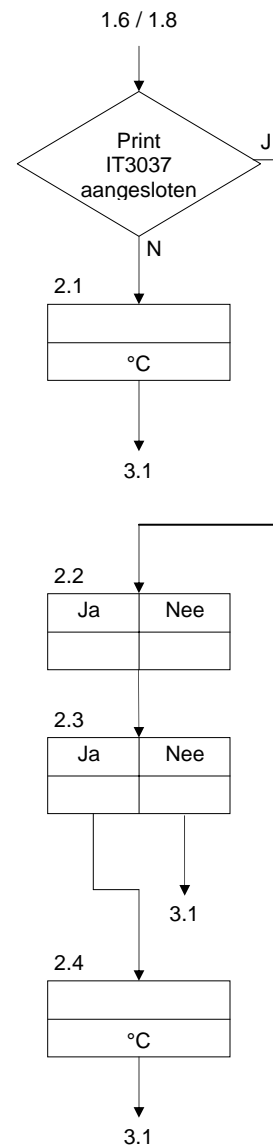 1.6 / 1.8
Print
IT3037
aangesloten
J
N
2.1
°C
3.1
2.2
Ja Nee
2.3
Ja Nee
3.1
2.4
°C
3.1